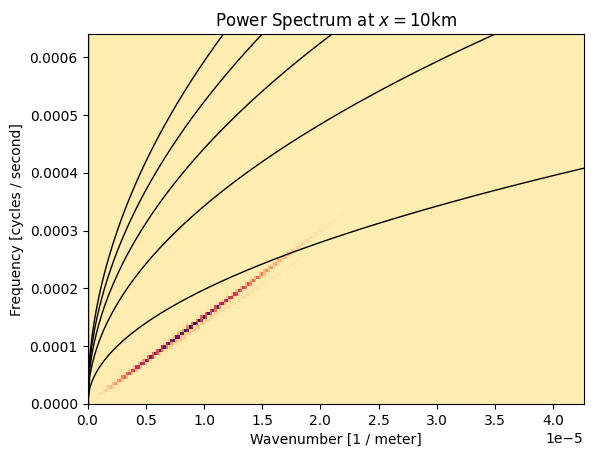 Power Spectrum at x = 10km
0.0006
0.0005
0.0004
0.0003
0.0002
0.0001
0.0000
Frequency [cycles / second]
0.0 0.5 1.0 1.5 2.0 2.5 3.0 3.5 4.0
1e−5
Wavenumber [1 / meter]